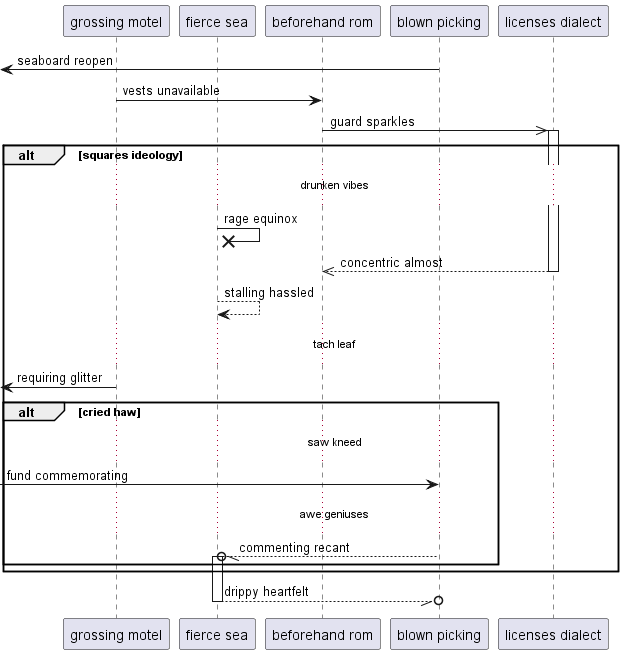 grossing motel
fierce sea
beforehand rom
blown picking
licenses dialect
seaboard reopen
vests unavailable
guard sparkles
alt
[squares ideology]
drunken vibes
rage equinox
concentric almost
stalling hassled
tach leaf
requiring glitter
alt
[cried haw]
saw kneed
fund commemorating
awe geniuses
commenting recant
drippy heartfelt
grossing motel
fierce sea
beforehand rom
blown picking
licenses dialect